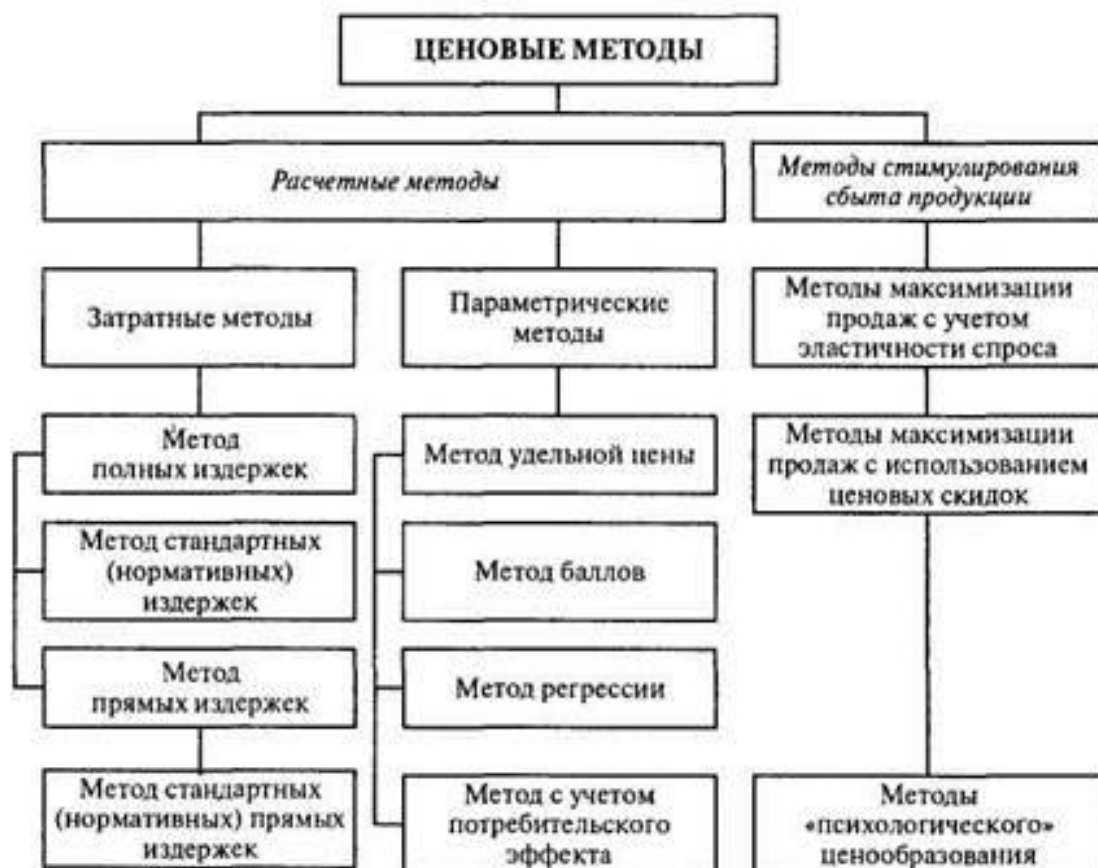 ЦЕНОВЫЕ МЕТОДЫ
Расчетные методы
Методы стимулирования
сбыта продукции
Затратные методы
Параметрические
методы
Методы максимизации
продаж с учетом
эластичности спроса
Метод
полных издержек
Метод удельной цены
Методы максимизации
продаж с использованием
ценовых скидок
Метод стандартных
(нормативных)
издержек
Метод баллов
Метод
прямых издержек
Метод регрессии
Метод стандартных
(нормативных) прямых
издержек
Метод с учетом
потребительского
эффекта
Методы
«психологического»
ценообразования